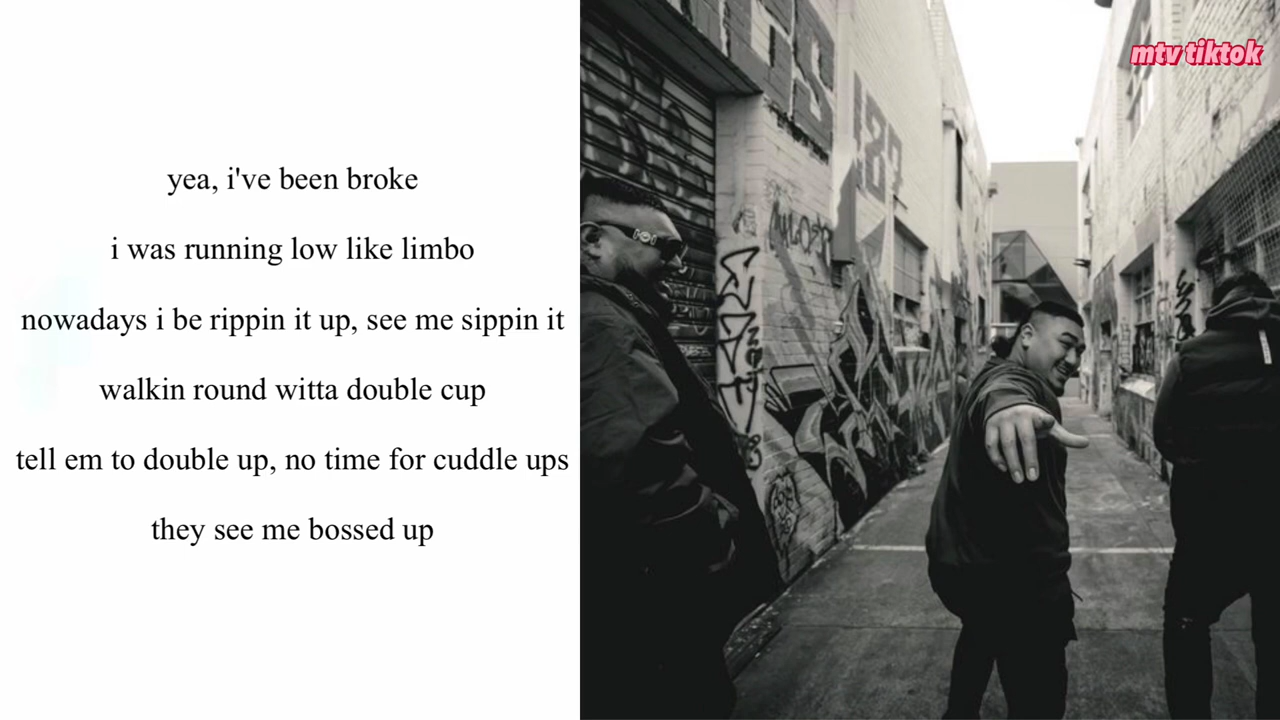 yea, i've been broke
i was running low like limbo
nowadays i be rippin it up, see me sippin it
walkin round witta double cup
tell em to double up, no time for cuddle ups
they see me bossed up
mtv tiktok